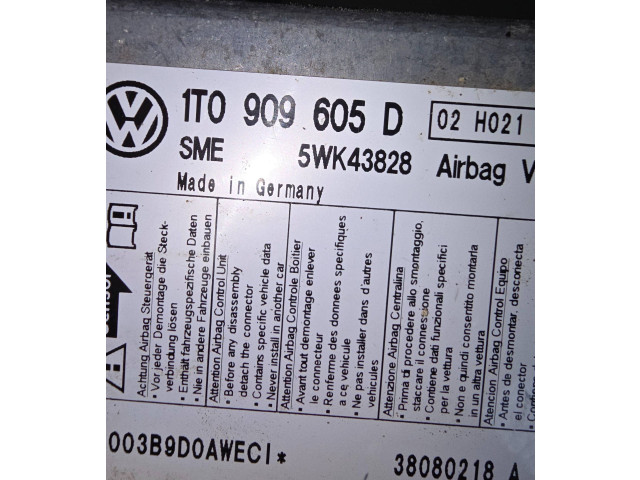 1T0 909 605 D 02 H021
SME 5WK43828 Airbag V
Made in Germany
Achtung Airbag Steuergerät
• Vor jeder Demontage die Steck-
verbindung lösen
• Enthält fahrzeugspezifische Daten
• Nie in andere Fahrzeuge einbauen
Attention Airbag Control Unit
• Before any disassembly
detach the connector
• Contains specific vehicle data
• Never install in another car
Attention Airbag Controle Boitier
• Avant tout demontage enlever
le connecteur
• Renferme des donnees specifiques
a ce vehicule
• Ne pas installer dans d'autres
vehicules
Attenzione Airbag Centralina
• Prima di procedere allo smontaggio,
staccare il connessione
• Contiene dati funzionali specifici
per la vettura
• Non e quindi consentito montarla
in un altra vettura
Atencion Airbag Control Equipo
• Antes de desmontar, desconecta
el conector
003B9D0AWECI*
38080218 A